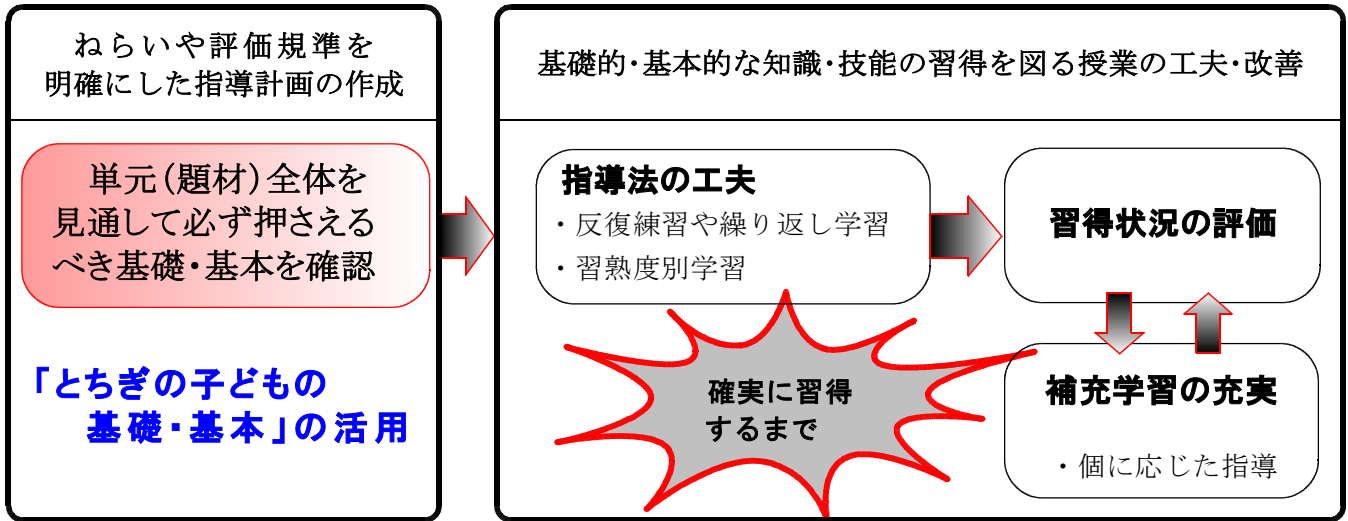 ねらいや評価規準を
明確にした指導計画の作成
単元(題材)全体を
見通して必ず押さえる
べき基礎・基本を確認
「とちぎの子どもの
基礎・基本」の活用
基礎的・基本的な知識・技能の習得を図る授業の工夫・改善
指導法の工夫
・反復練習や繰り返し学習
・習熟度別学習
習得状況の評価
確実に習得
するまで
補充学習の充実
・個に応じた指導